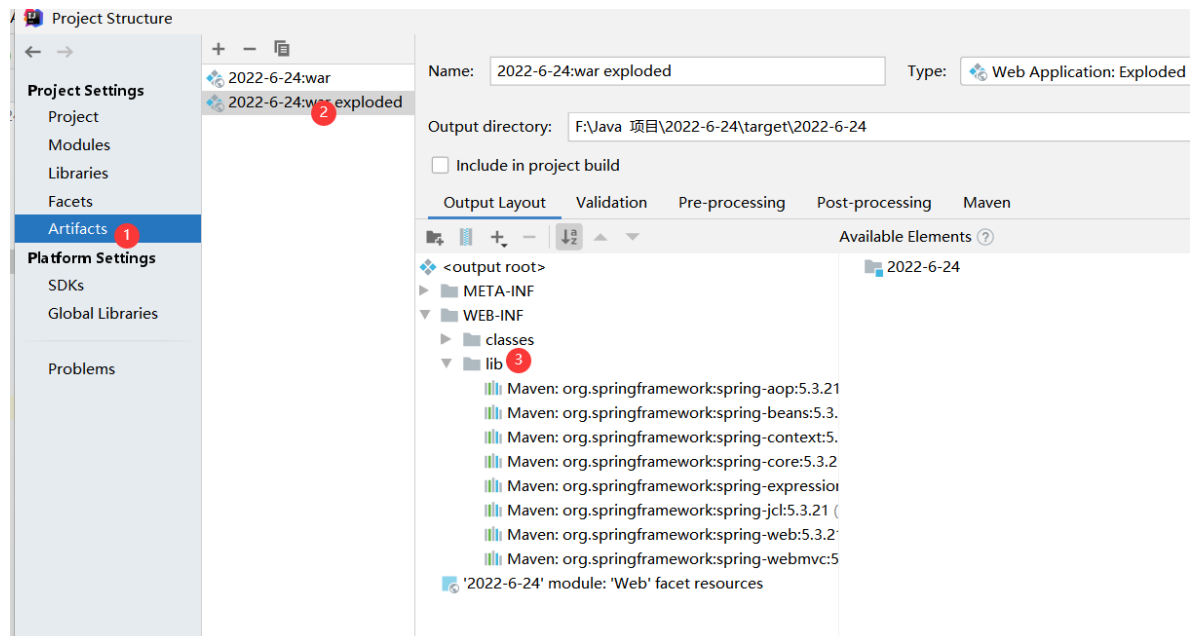 Project Structure
Project Settings
Project
Modules
Libraries
Facets
Artifacts 1
Platform Settings
SDKs
Global Libraries
Problems
2022-6-24:war
2022-6-24:war exploded
2
Name: 2022-6-24:war exploded Type: Web Application: Exploded
Output directory: F:\Java 项目\2022-6-24\target\2022-6-24
Include in project build
Output Layout Validation Pre-processing Post-processing Maven
Available Elements ?
<output root>
META-INF
WEB-INF
classes
lib 3
Maven: org.springframework:spring-aop:5.3.21
Maven: org.springframework:spring-beans:5.3.
Maven: org.springframework:spring-context:5.
Maven: org.springframework:spring-core:5.3.2
Maven: org.springframework:spring-expression
Maven: org.springframework:spring-jcl:5.3.21 (
Maven: org.springframework:spring-web:5.3.21
Maven: org.springframework:spring-webmvc:5
'2022-6-24' module: 'Web' facet resources
2022-6-24